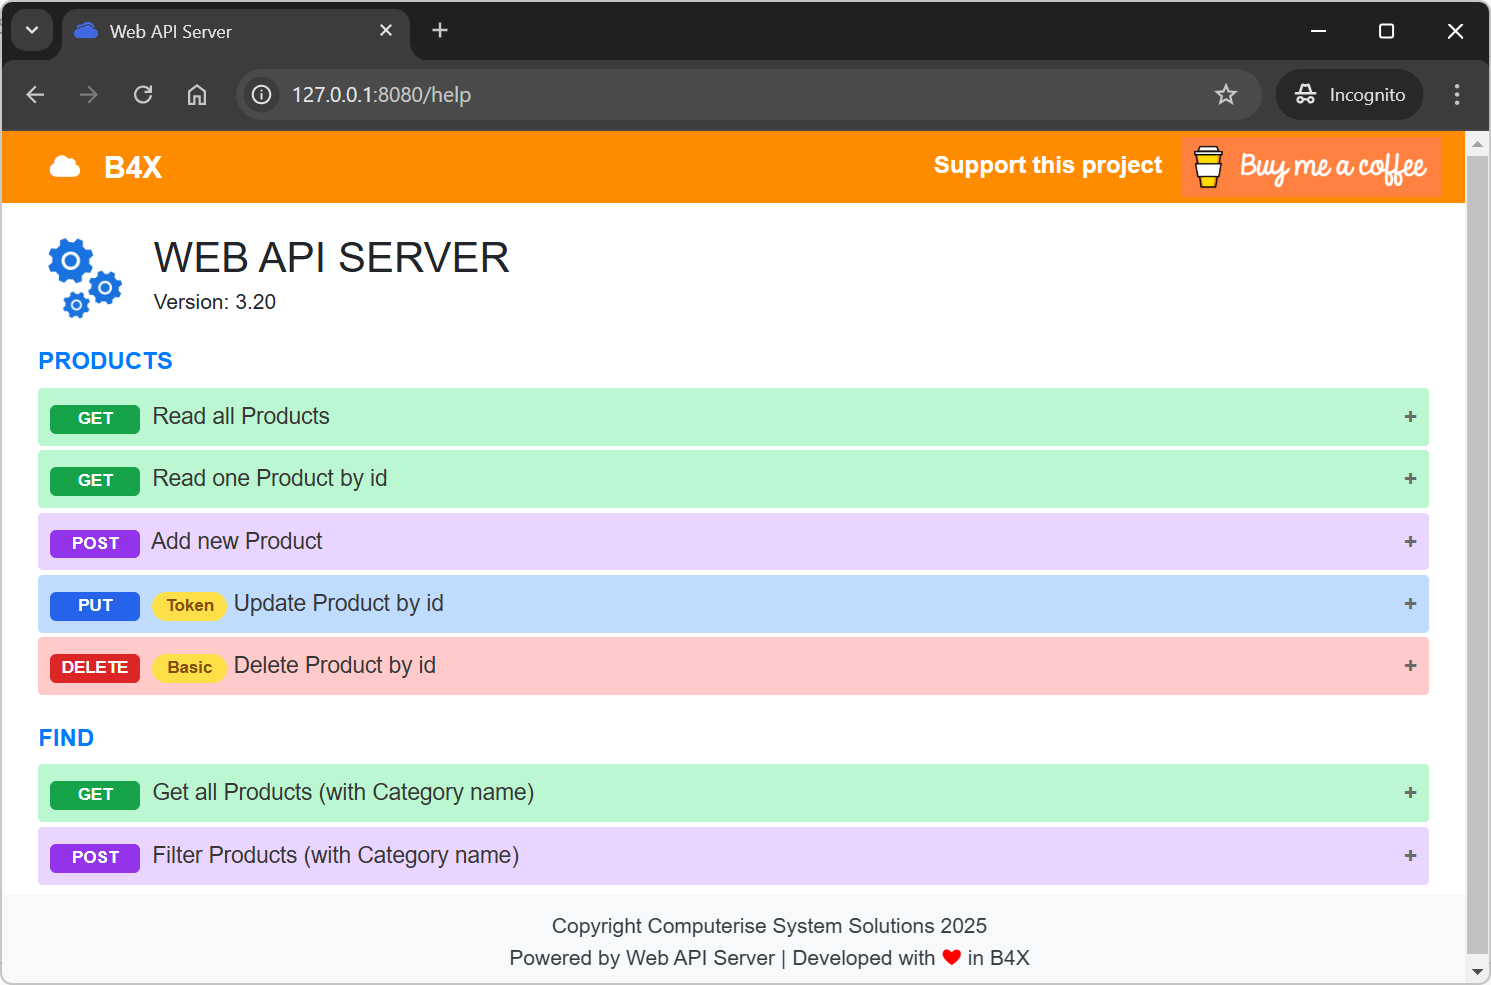 Web API Server
127.0.0.1:8080/help
Incognito
B4X
Support this project
Buy me a coffee
WEB API SERVER
Version: 3.20
PRODUCTS
GET Read all Products +
GET Read one Product by id +
POST Add new Product +
PUT Token Update Product by id +
DELETE Basic Delete Product by id +
FIND
GET Get all Products (with Category name) +
POST Filter Products (with Category name) +
Copyright Computerise System Solutions 2025
Powered by Web API Server | Developed with ❤ in B4X